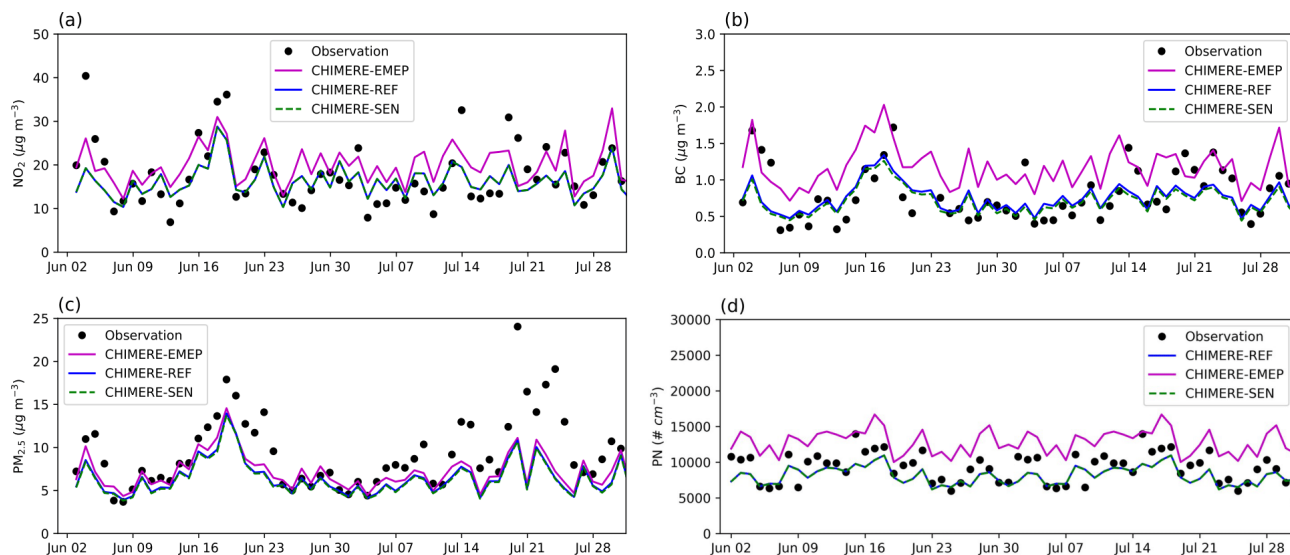 (a)
50
40
30
20
10
0
NO2 (μg m−3)
Observation
CHIMERE-EMEP
CHIMERE-REF
CHIMERE-SEN
Jun 02 Jun 09 Jun 16 Jun 23 Jun 30 Jul 07 Jul 14 Jul 21 Jul 28
(b)
3.0
2.5
2.0
1.5
1.0
0.5
0.0
BC (μg m−3)
Observation
CHIMERE-EMEP
CHIMERE-REF
CHIMERE-SEN
Jun 02 Jun 09 Jun 16 Jun 23 Jun 30 Jul 07 Jul 14 Jul 21 Jul 28
(c)
25
20
15
10
5
0
PM2.5 (μg m−3)
Observation
CHIMERE-EMEP
CHIMERE-REF
CHIMERE-SEN
Jun 02 Jun 09 Jun 16 Jun 23 Jun 30 Jul 07 Jul 14 Jul 21 Jul 28
(d)
30000
25000
20000
15000
10000
5000
0
PN (# cm−3)
Observation
CHIMERE-REF
CHIMERE-EMEP
CHIMERE-SEN
Jun 02 Jun 09 Jun 16 Jun 23 Jun 30 Jul 07 Jul 14 Jul 21 Jul 28